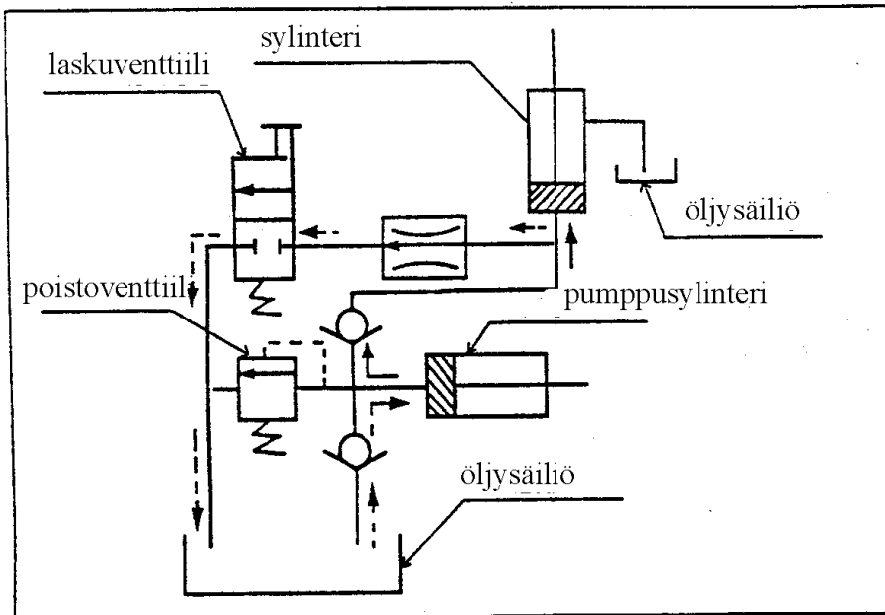 sylinteri
laskuventtiili
öljysäiliö
poistoventtiili
pumppusylinteri
öljysäiliö